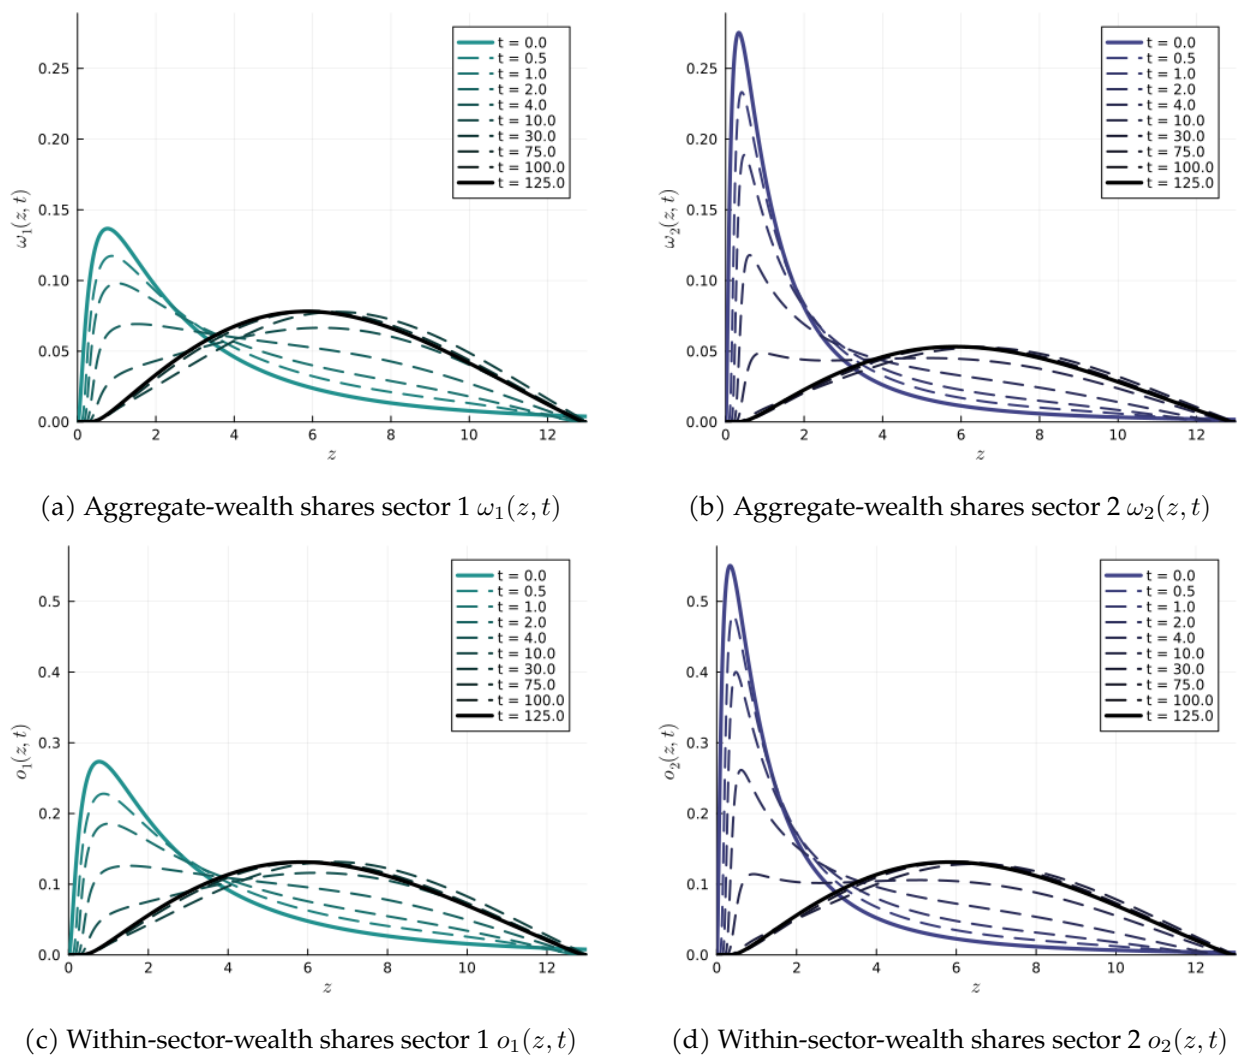 0.25
0.20
0.15
0.10
0.05
0.00
ω₁(z, t)
0 2 4 6 8 10 12
z
t = 0.0
t = 0.5
t = 1.0
t = 2.0
t = 4.0
t = 10.0
t = 30.0
t = 75.0
t = 100.0
t = 125.0
(a) Aggregate-wealth shares sector 1 ω₁(z, t)
0.25
0.20
0.15
0.10
0.05
0.00
ω₂(z, t)
0 2 4 6 8 10 12
z
t = 0.0
t = 0.5
t = 1.0
t = 2.0
t = 4.0
t = 10.0
t = 30.0
t = 75.0
t = 100.0
t = 125.0
(b) Aggregate-wealth shares sector 2 ω₂(z, t)
0.5
0.4
0.3
0.2
0.1
0.0
o₁(z, t)
0 2 4 6 8 10 12
z
t = 0.0
t = 0.5
t = 1.0
t = 2.0
t = 4.0
t = 10.0
t = 30.0
t = 75.0
t = 100.0
t = 125.0
(c) Within-sector-wealth shares sector 1 o₁(z, t)
0.5
0.4
0.3
0.2
0.1
0.0
o₂(z, t)
0 2 4 6 8 10 12
z
t = 0.0
t = 0.5
t = 1.0
t = 2.0
t = 4.0
t = 10.0
t = 30.0
t = 75.0
t = 100.0
t = 125.0
(d) Within-sector-wealth shares sector 2 o₂(z, t)